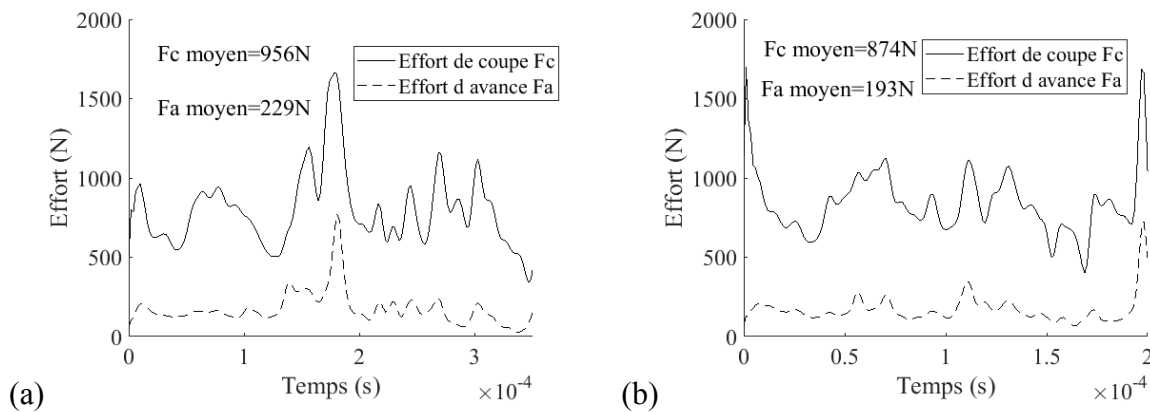 2000
1500
1000
500
0
Effort (N)
Fc moyen=956N
Fa moyen=229N
Effort de coupe Fc
Effort d avance Fa
0
1
2
3
Temps (s)
×10⁻⁴
(a)
2000
1500
1000
500
0
Effort (N)
Fc moyen=874N
Fa moyen=193N
Effort de coupe Fc
Effort d avance Fa
0
0.5
1
1.5
2
Temps (s)
×10⁻⁴
(b)